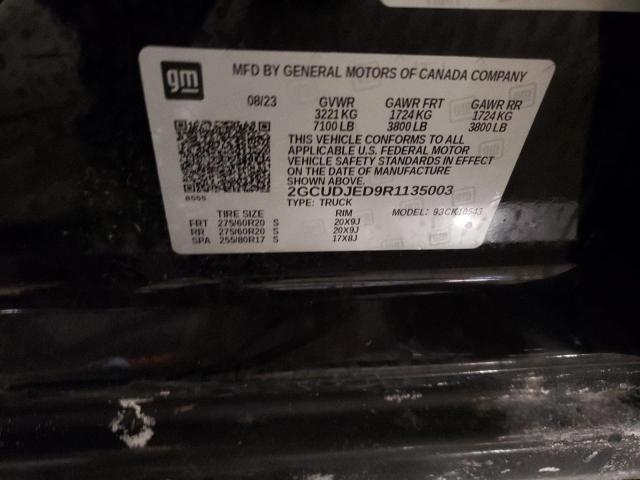 gm
MFD BY GENERAL MOTORS OF CANADA COMPANY
08/23 GVWR GAWR FRT GAWR RR
3221 KG 1724 KG 1724 KG
7100 LB 3800 LB 3800 LB
THIS VEHICLE CONFORMS TO ALL
APPLICABLE U.S. FEDERAL MOTOR
VEHICLE SAFETY STANDARDS IN EFFECT
ON THE DATE OF MANUFACTURE
SHOWN ABOVE.
2GCUDJED9R1135003
8555
TYPE: TRUCK
TIRE SIZE RIM MODEL: 93CK10543
FRT 275/60R20 S 20X9J
RR 275/60R20 S 20X9J
SPA 255/80R17 S 17X8J